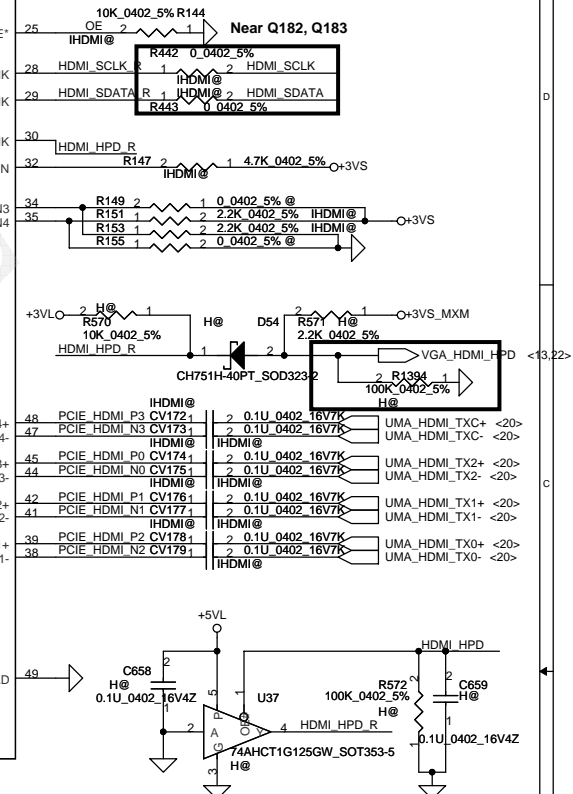 10K_0402_5% R144
25 OE 2 1 Near Q182, Q183
E* IHDMI@
R442 0_0402_5%
28 HDMI_SCLK_R 1 2 HDMI_SCLK
IHDMI@
29 HDMI_SDATA_R 1 IHDMI@ 2 HDMI_SDATA
R443 0_0402_5%
D
30
HDMI_HPD_R
32 R147 2 1 4.7K_0402_5% +3VS
IHDMI@
34 R149 2 1 0_0402_5% @
35 R151 1 2 2.2K_0402_5% IHDMI@ +3VS
R153 1 2 2.2K_0402_5% IHDMI@
R155 1 2 0_0402_5% @
+3VL 2 H@ 1 H@ D54 2 1 +3VS_MXM
R570 R571 H@
10K_0402_5% 2.2K_0402_5%
HDMI_HPD_R 1 2 VGA_HDMI_HPD <13,22>
CH751H-40PT_SOD323-2 2 R1394 1
100K_0402_5%
IHDMI@ H@
48 PCIE_HDMI_P3 CV172 1 2 0.1U_0402_16V7K UMA_HDMI_TXC+ <20>
47 PCIE_HDMI_N3 CV173 1 2 0.1U_0402_16V7K UMA_HDMI_TXC- <20>
IHDMI@ IHDMI@
45 PCIE_HDMI_P0 CV174 1 2 0.1U_0402_16V7K UMA_HDMI_TX2+ <20>
44 PCIE_HDMI_N0 CV175 1 2 0.1U_0402_16V7K UMA_HDMI_TX2- <20>
IHDMI@ IHDMI@
C
42 PCIE_HDMI_P1 CV176 1 2 0.1U_0402_16V7K UMA_HDMI_TX1+ <20>
41 PCIE_HDMI_N1 CV177 1 2 0.1U_0402_16V7K UMA_HDMI_TX1- <20>
IHDMI@ IHDMI@
39 PCIE_HDMI_P2 CV178 1 2 0.1U_0402_16V7K UMA_HDMI_TX0+ <20>
38 PCIE_HDMI_N2 CV179 1 2 0.1U_0402_16V7K UMA_HDMI_TX0- <20>
IHDMI@
+5VL
HDMI_HPD
49 C658 2 R572 2 2 C659
H@ 5 1 U37 100K_0402_5% H@
0.1U_0402_16V4Z H@
1 P OE
2 A Y 4 HDMI_HPD_R
G 1 1 0.1U_0402_16V4Z
74AHCT1G125GW_SOT353-5
3 H@